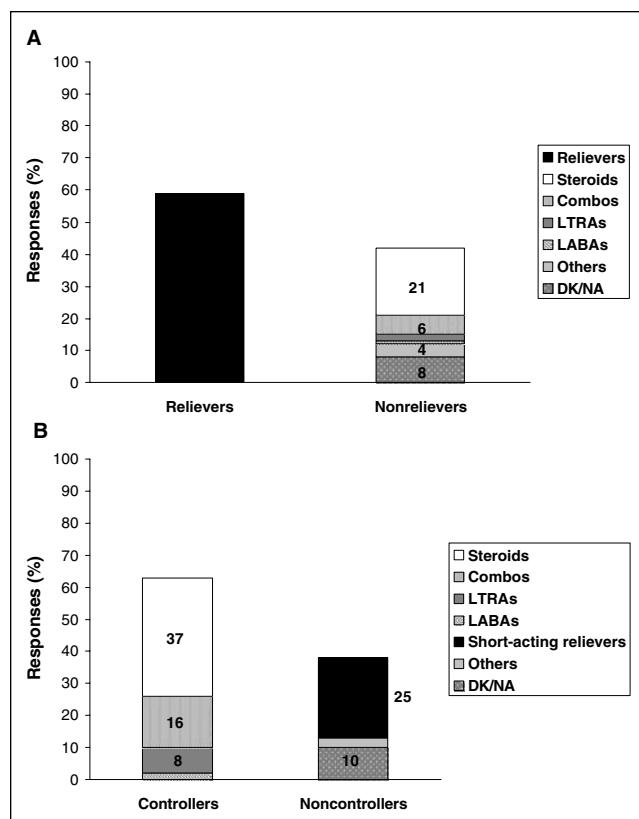 A
100
90
80
70
60
50
40
30
20
10
0
Responses (%)
21
6
4
8
Relievers
Nonrelievers
Relievers
Steroids
Combos
LTRAs
LABAs
Others
DK/NA
B
100
90
80
70
60
50
40
30
20
10
0
Responses (%)
37
16
8
25
10
Controllers
Noncontrollers
Steroids
Combos
LTRAs
LABAs
Short-acting relievers
Others
DK/NA